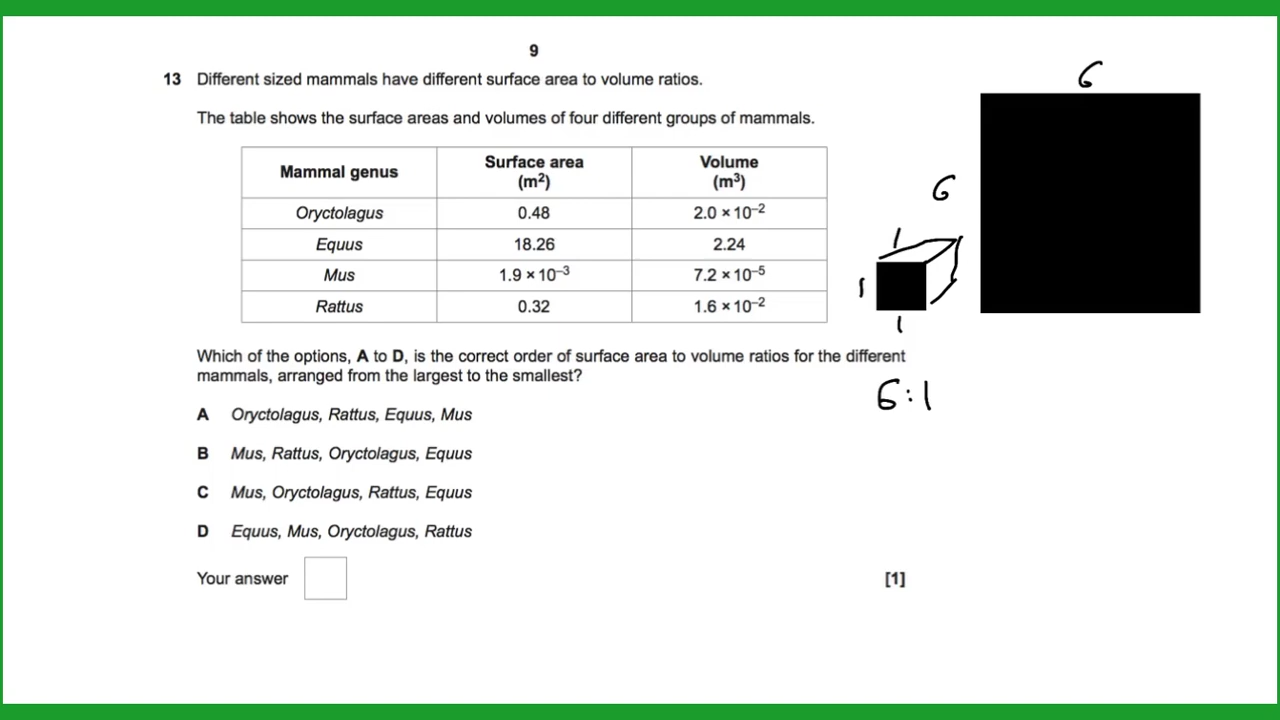 9
13 Different sized mammals have different surface area to volume ratios.
The table shows the surface areas and volumes of four different groups of mammals.
Mammal genus Surface area (m²) Volume (m³)
Oryctolagus 0.48 2.0 × 10⁻²
Equus 18.26 2.24
Mus 1.9 × 10⁻³ 7.2 × 10⁻⁵
Rattus 0.32 1.6 × 10⁻²
6
6
1
1
1
Which of the options, A to D, is the correct order of surface area to volume ratios for the different
mammals, arranged from the largest to the smallest?
6:1
A Oryctolagus, Rattus, Equus, Mus
B Mus, Rattus, Oryctolagus, Equus
C Mus, Oryctolagus, Rattus, Equus
D Equus, Mus, Oryctolagus, Rattus
Your answer [1]